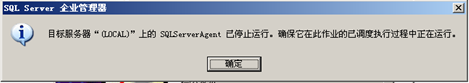 SQL Server 企业管理器
目标服务器“(LOCAL)”上的 SQLServerAgent 已停止运行。确保它在此作业的已调度执行过程中正在运行。
确定